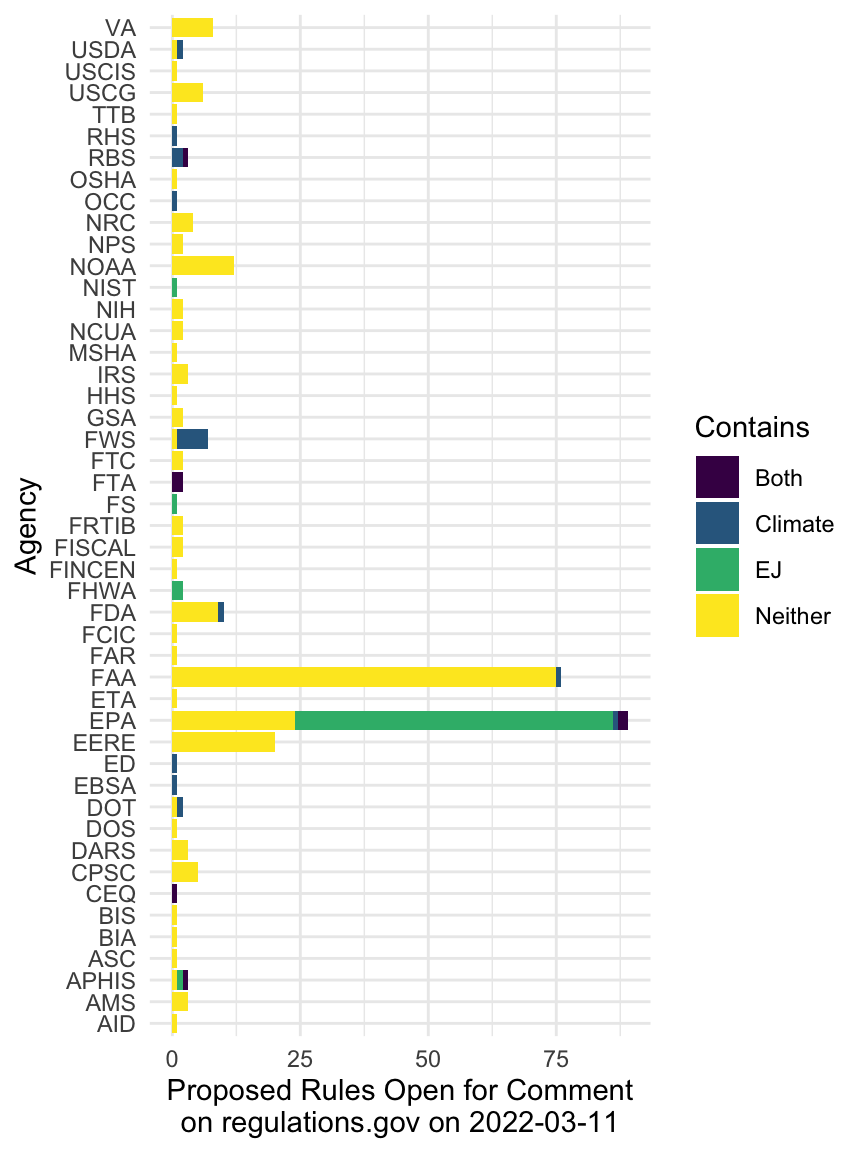 VA
USDA
USCIS
USCG
TTB
RHS
RBS
OSHA
OCC
NRC
NPS
NOAA
NIST
NIH
NCUA
MSHA
IRS
HHS
GSA
FWS
FTC
FTA
FS
FRTIB
FISCAL
FINCEN
FHWA
FDA
FCIC
FAR
FAA
ETA
EPA
EERE
ED
EBSA
DOT
DOS
DARS
CPSC
CEQ
BIS
BIA
ASC
APHIS
AMS
AID
Agency
0 25 50 75
Proposed Rules Open for Comment
on regulations.gov on 2022-03-11
Contains
Both
Climate
EJ
Neither